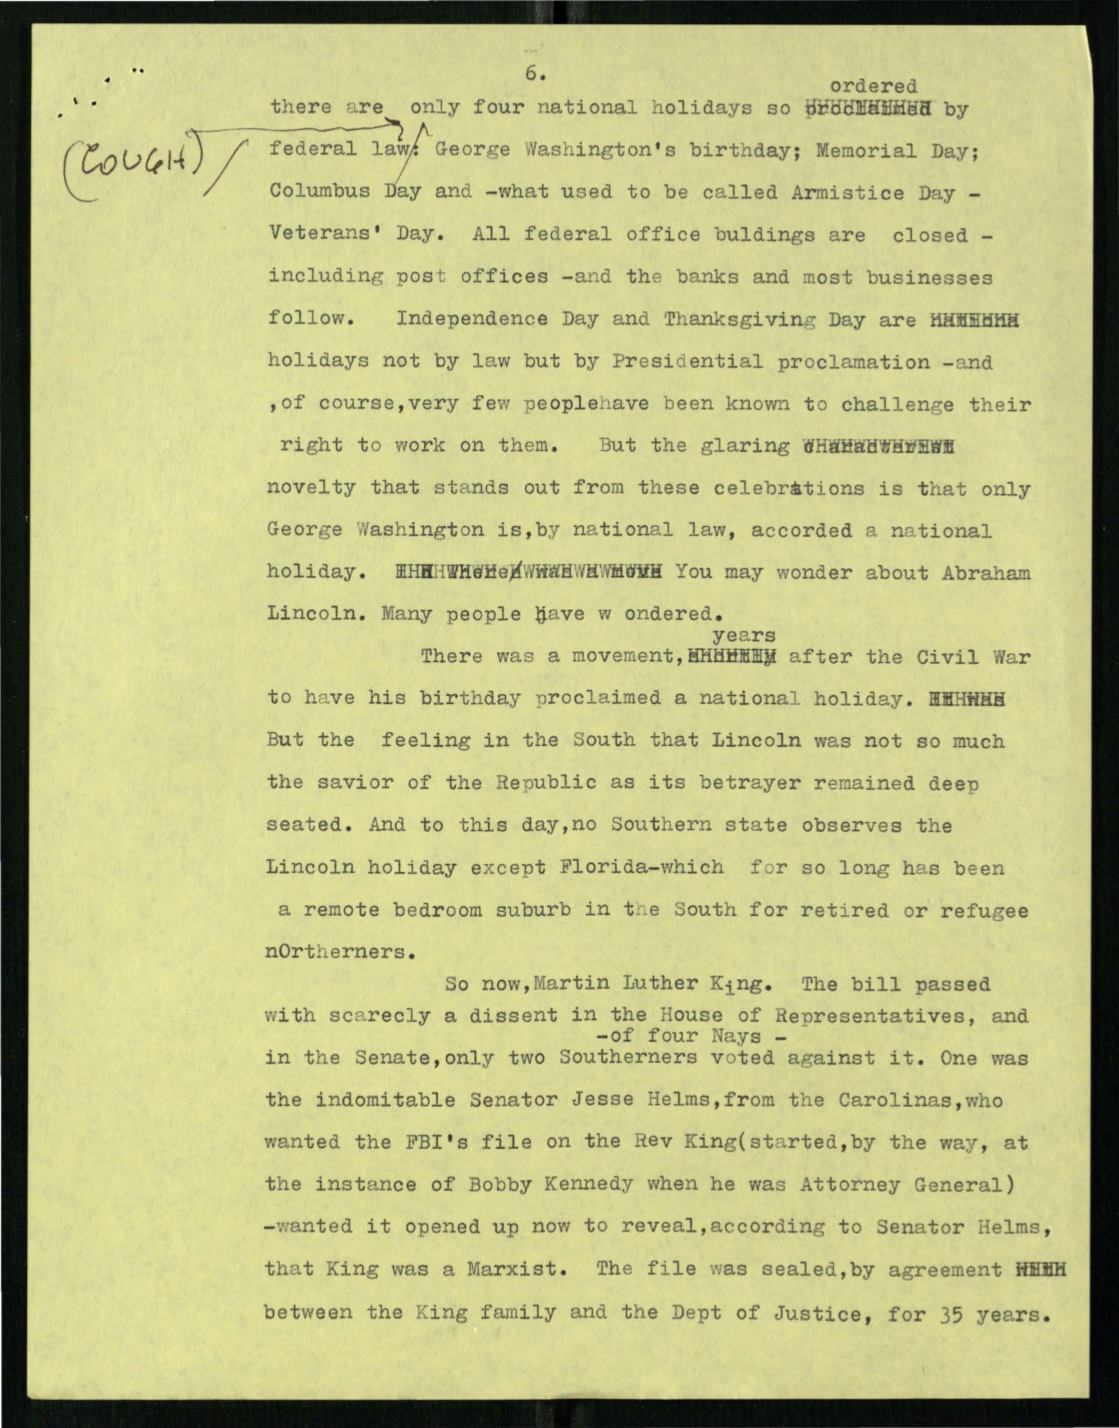 6.
ordered
there are only four national holidays so proclaimed by
(COUGH)
federal law: George Washington's birthday; Memorial Day;
Columbus Day and -what used to be called Armistice Day -
Veterans' Day. All federal office buldings are closed -
including post offices -and the banks and most businesses
follow. Independence Day and Thanksgiving Day are
holidays not by law but by Presidential proclamation -and
,of course,very few peoplehave been known to challenge their
right to work on them. But the glaring
novelty that stands out from these celebrations is that only
George Washington is,by national law, accorded a national
holiday. You may wonder about Abraham
Lincoln. Many people have w ondered.
years
There was a movement, after the Civil War
to have his birthday proclaimed a national holiday.
But the feeling in the South that Lincoln was not so much
the savior of the Republic as its betrayer remained deep
seated. And to this day,no Southern state observes the
Lincoln holiday except Florida-which for so long has been
a remote bedroom suburb in the South for retired or refugee
nOrtherners.
So now,Martin Luther King. The bill passed
with scarecly a dissent in the House of Representatives, and
-of four Nays -
in the Senate,only two Southerners voted against it. One was
the indomitable Senator Jesse Helms,from the Carolinas,who
wanted the FBI's file on the Rev King(started,by the way, at
the instance of Bobby Kennedy when he was Attorney General)
-wanted it opened up now to reveal,according to Senator Helms,
that King was a Marxist. The file was sealed,by agreement
between the King family and the Dept of Justice, for 35 years.